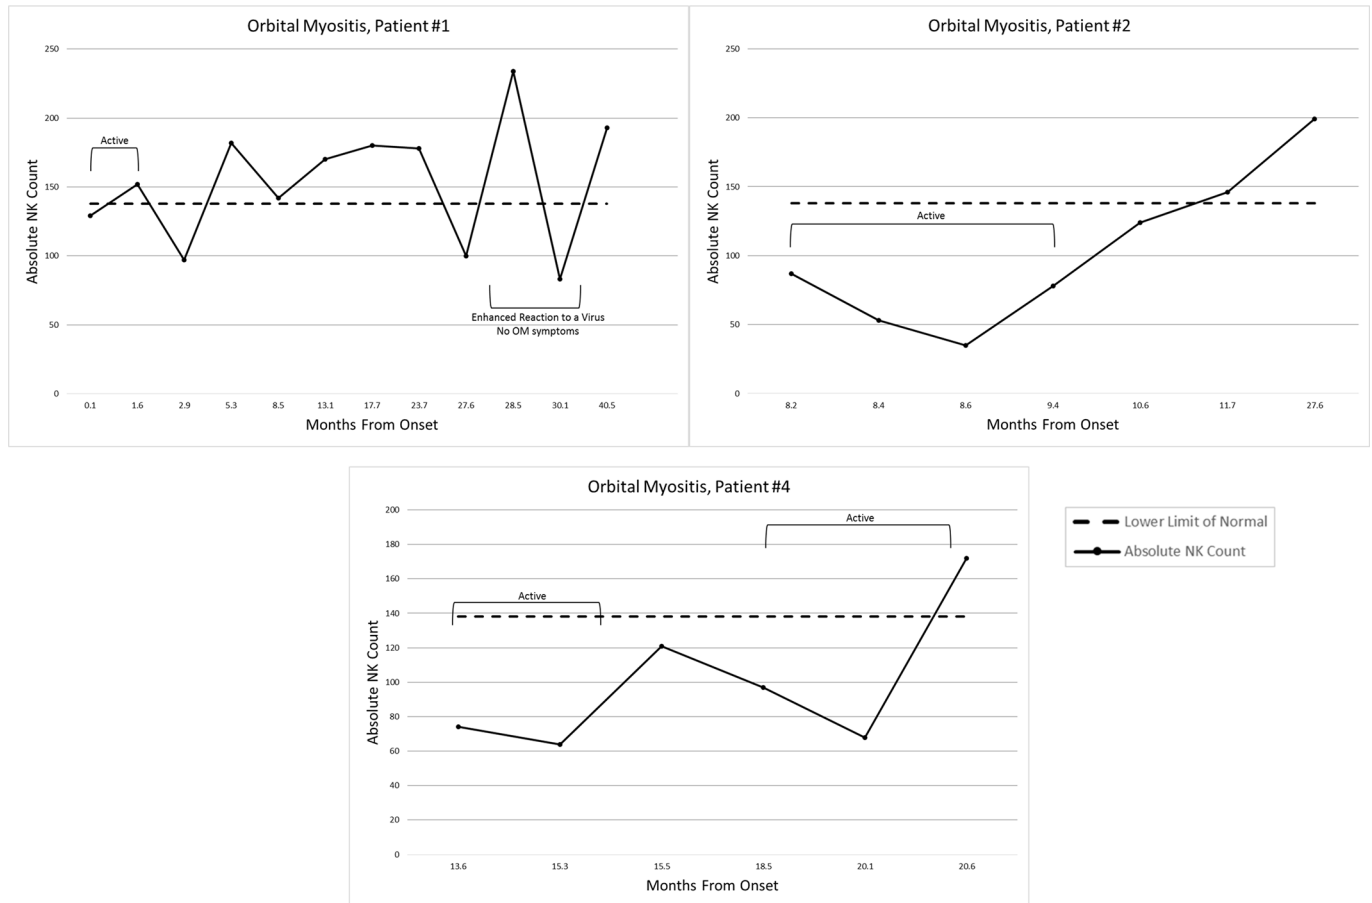 Orbital Myositis, Patient #1
250
200
150
100
50
0
Absolute NK Count
Active
Enhanced Reaction to a Virus
No OM symptoms
0.1 1.6 2.9 5.3 8.5 13.1 17.7 23.7 27.6 28.5 30.1 40.5
Months From Onset
Orbital Myositis, Patient #2
250
200
150
100
50
0
Absolute NK Count
Active
8.2 8.4 8.6 9.4 10.6 11.7 27.6
Months From Onset
Orbital Myositis, Patient #4
200
180
160
140
120
100
80
60
40
20
0
Absolute NK Count
Active
Active
13.6 15.3 15.5 18.5 20.1 20.6
Months From Onset
Lower Limit of Normal
Absolute NK Count